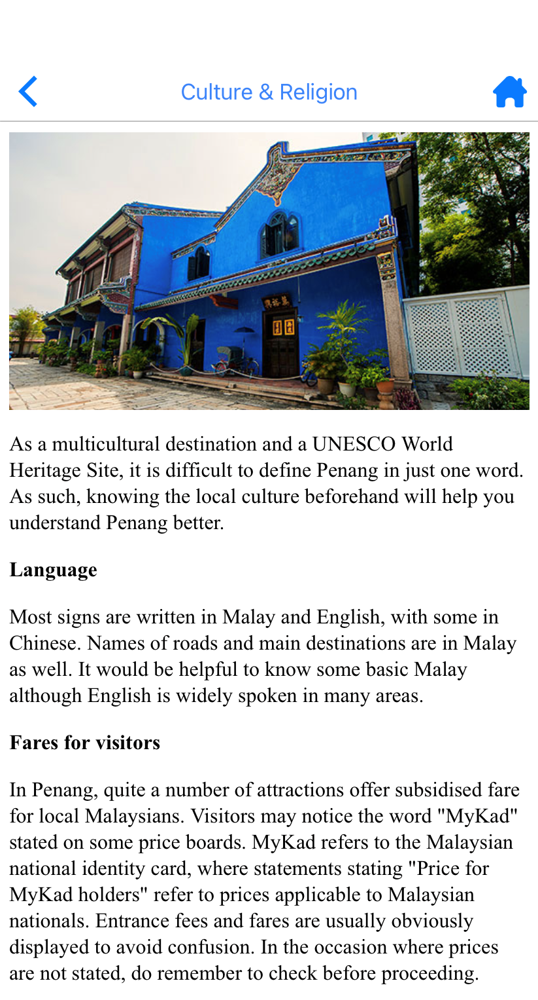 Culture & Religion
As a multicultural destination and a UNESCO World
Heritage Site, it is difficult to define Penang in just one word.
As such, knowing the local culture beforehand will help you
understand Penang better.
Language
Most signs are written in Malay and English, with some in
Chinese. Names of roads and main destinations are in Malay
as well. It would be helpful to know some basic Malay
although English is widely spoken in many areas.
Fares for visitors
In Penang, quite a number of attractions offer subsidised fare
for local Malaysians. Visitors may notice the word "MyKad"
stated on some price boards. MyKad refers to the Malaysian
national identity card, where statements stating "Price for
MyKad holders" refer to prices applicable to Malaysian
nationals. Entrance fees and fares are usually obviously
displayed to avoid confusion. In the occasion where prices
are not stated, do remember to check before proceeding.